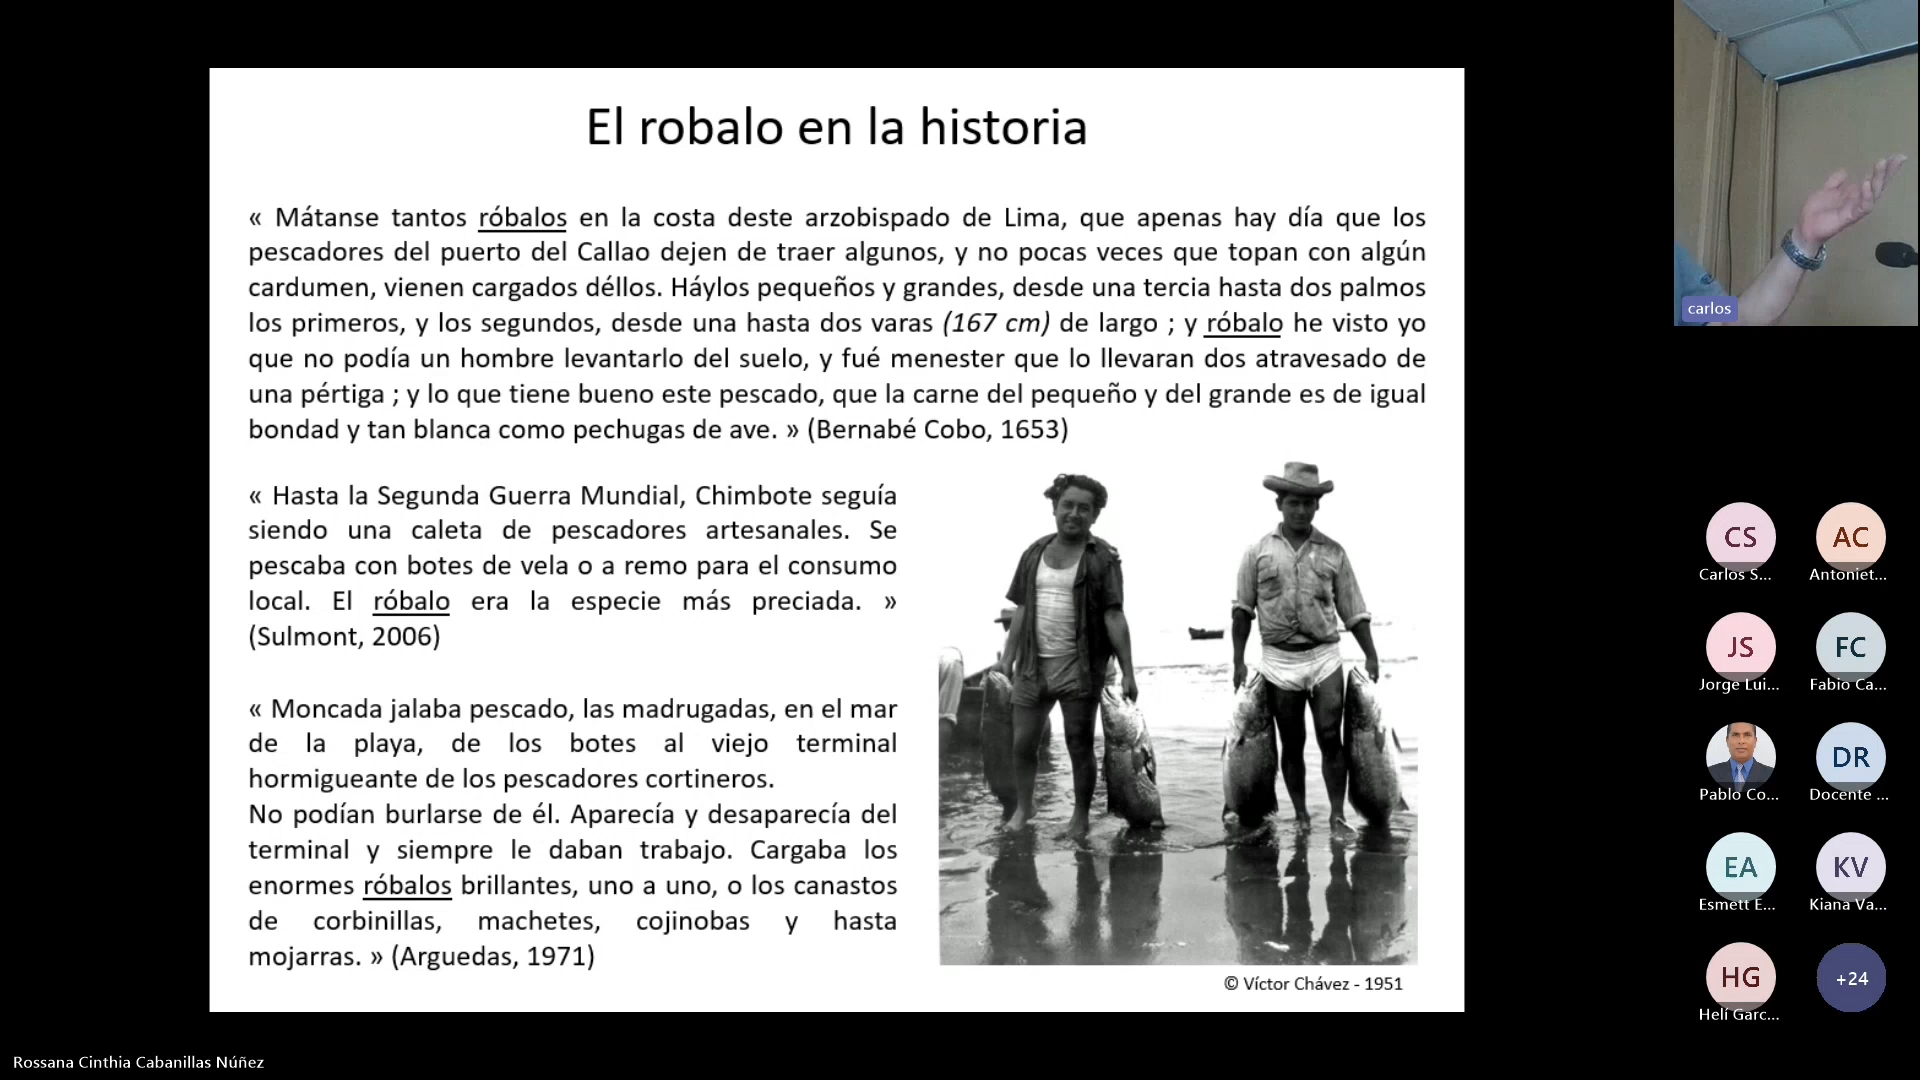 El robalo en la historia
« Mátanse tantos róbalos en la costa deste arzobispado de Lima, que apenas hay día que los
pescadores del puerto del Callao dejen de traer algunos, y no pocas veces que topan con algún
cardumen, vienen cargados déllos. Háylos pequeños y grandes, desde una tercia hasta dos palmos
los primeros, y los segundos, desde una hasta dos varas (167 cm) de largo ; y róbalo he visto yo
que no podía un hombre levantarlo del suelo, y fué menester que lo llevaran dos atravesado de
una pértiga ; y lo que tiene bueno este pescado, que la carne del pequeño y del grande es de igual
bondad y tan blanca como pechugas de ave. » (Bernabé Cobo, 1653)
« Hasta la Segunda Guerra Mundial, Chimbote seguía
siendo una caleta de pescadores artesanales. Se
pescaba con botes de vela o a remo para el consumo
local. El róbalo era la especie más preciada. »
(Sulmont, 2006)
« Moncada jalaba pescado, las madrugadas, en el mar
de la playa, de los botes al viejo terminal
hormigueante de los pescadores cortineros.
No podían burlarse de él. Aparecía y desaparecía del
terminal y siempre le daban trabajo. Cargaba los
enormes róbalos brillantes, uno a uno, o los canastos
de corbinillas, machetes, cojinobas y hasta
mojarras. » (Arguedas, 1971)
© Víctor Chávez - 1951
carlos
CS
Carlos S...
AC
Antoniet...
JS
Jorge Lui...
FC
Fabio Ca...
Pablo Co...
DR
Docente ...
EA
Esmett E...
KV
Kiana Va...
HG
Helí Garc...
+24
Rossana Cinthia Cabanillas Núñez